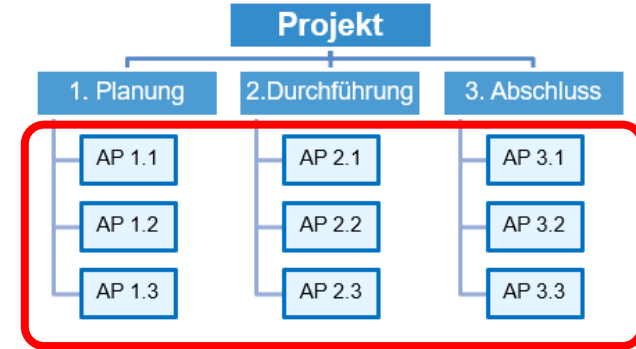 Projekt
1. Planung
2.Durchführung
3. Abschluss
AP 1.1
AP 2.1
AP 3.1
AP 1.2
AP 2.2
AP 3.2
AP 1.3
AP 2.3
AP 3.3